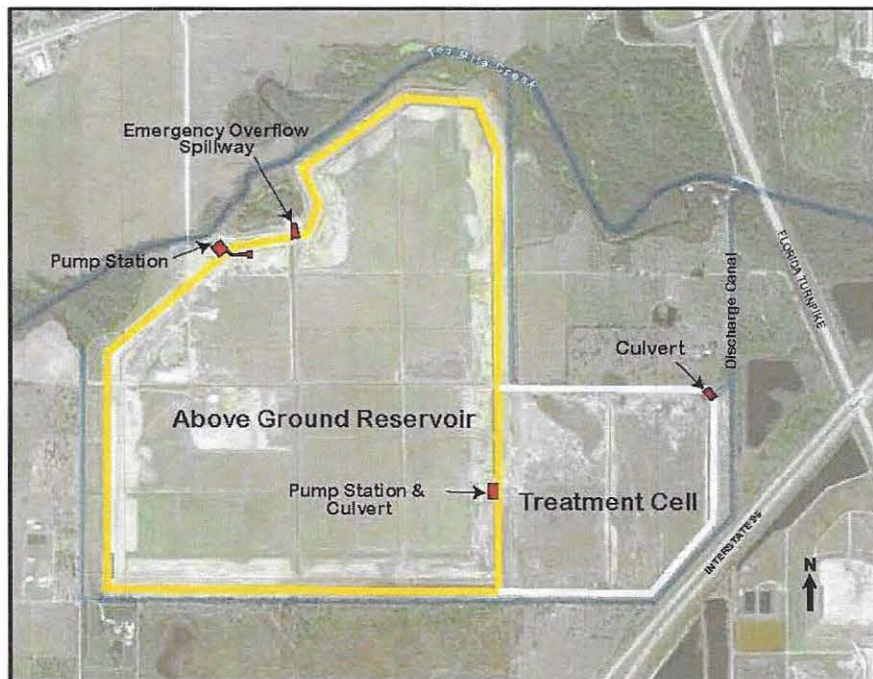 Ten Mile Creek
Emergency Overflow
Spillway
Pump Station
FLORIDA TURNPIKE
Discharge Canal
Culvert
Above Ground Reservoir
Pump Station &
Culvert
Treatment Cell
INTERSTATE 95
N